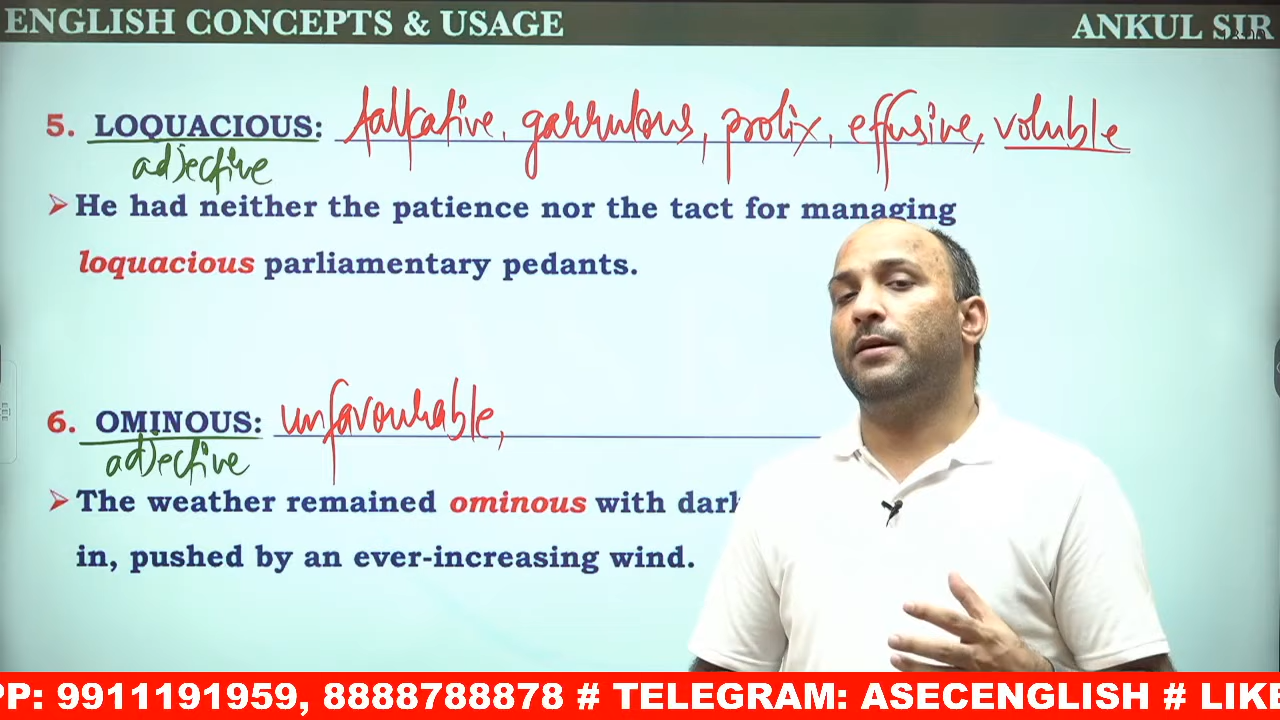 ENGLISH CONCEPTS & USAGE ANKUL SIR
5. LOQUACIOUS: talkative, garrulous, prolix, effusive, voluble
adjective
➢ He had neither the patience nor the tact for managing
loquacious parliamentary pedants.
6. OMINOUS: unfavourable,
adjective
➢ The weather remained ominous with dark
in, pushed by an ever-increasing wind.
PP: 9911191959, 8888788878 # TELEGRAM: ASECENGLISH # LIKE